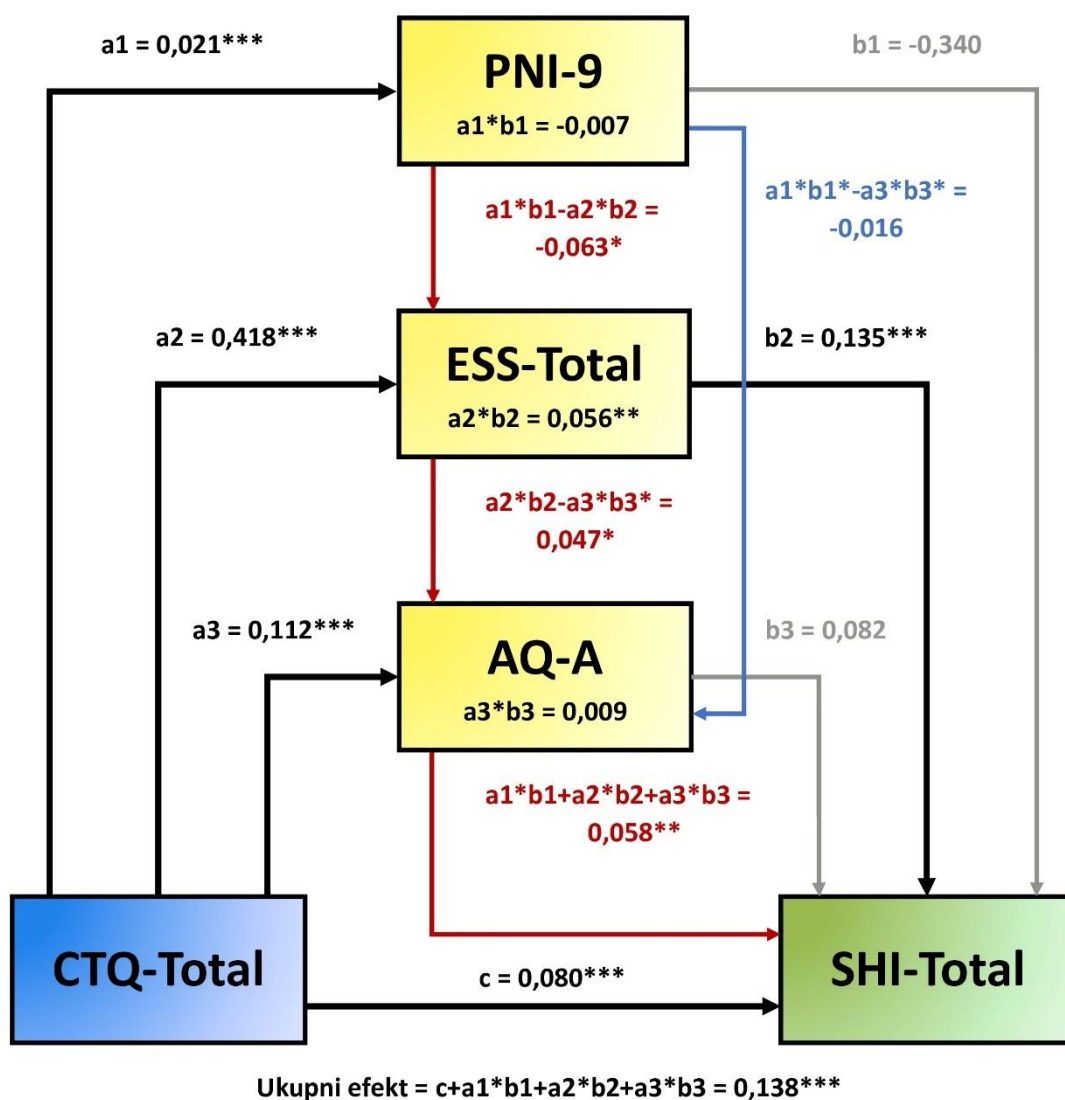 a1 = 0,021***
b1 = -0,340
PNI-9
a1*b1 = -0,007
a1*b1-a2*b2 =
-0,063*
a1*b1*-a3*b3* =
-0,016
a2 = 0,418***
b2 = 0,135***
ESS-Total
a2*b2 = 0,056**
a2*b2-a3*b3* =
0,047*
a3 = 0,112***
b3 = 0,082
AQ-A
a3*b3 = 0,009
a1*b1+a2*b2+a3*b3 =
0,058**
CTQ-Total
c = 0,080***
SHI-Total
Ukupni efekt = c+a1*b1+a2*b2+a3*b3 = 0,138***